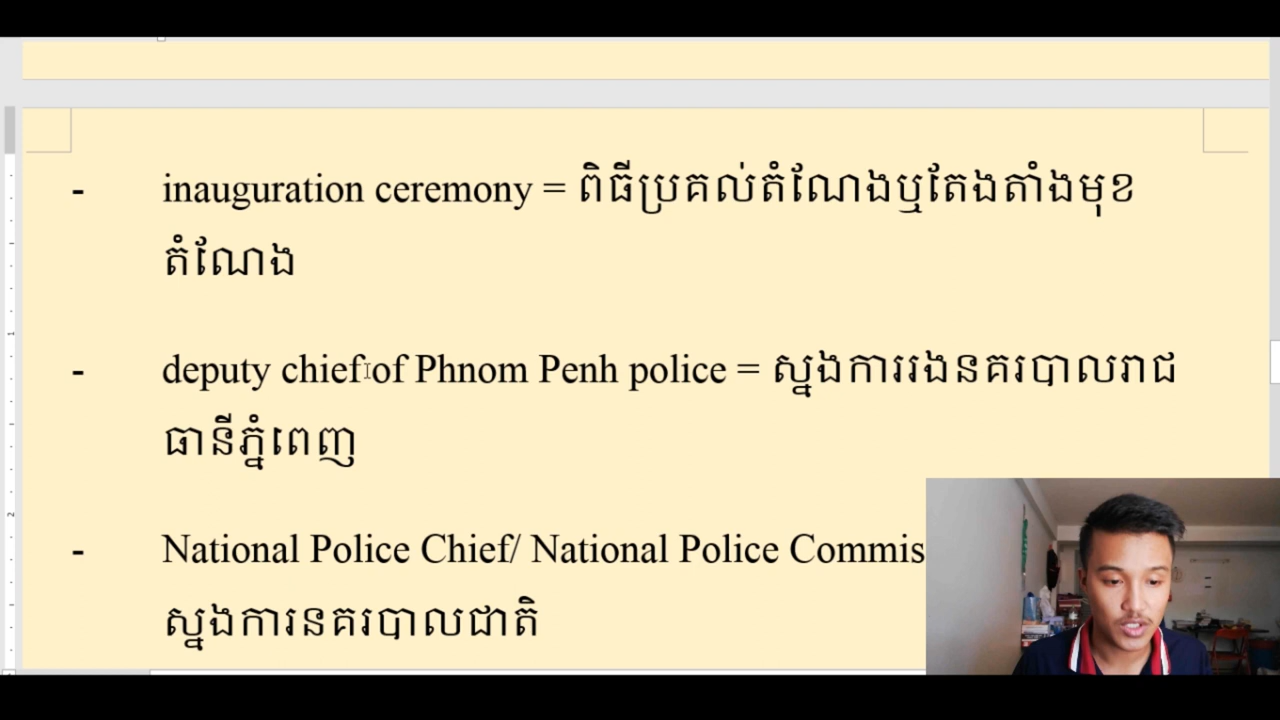 - inauguration ceremony = ពិធីប្រគល់តំណែងឬតែងតាំងមុខ
តំណែង
- deputy chief of Phnom Penh police = ស្នងការរងនគរបាលរាជ
ធានីភ្នំពេញ
- National Police Chief/ National Police
ស្នងការនគរបាលជាតិ